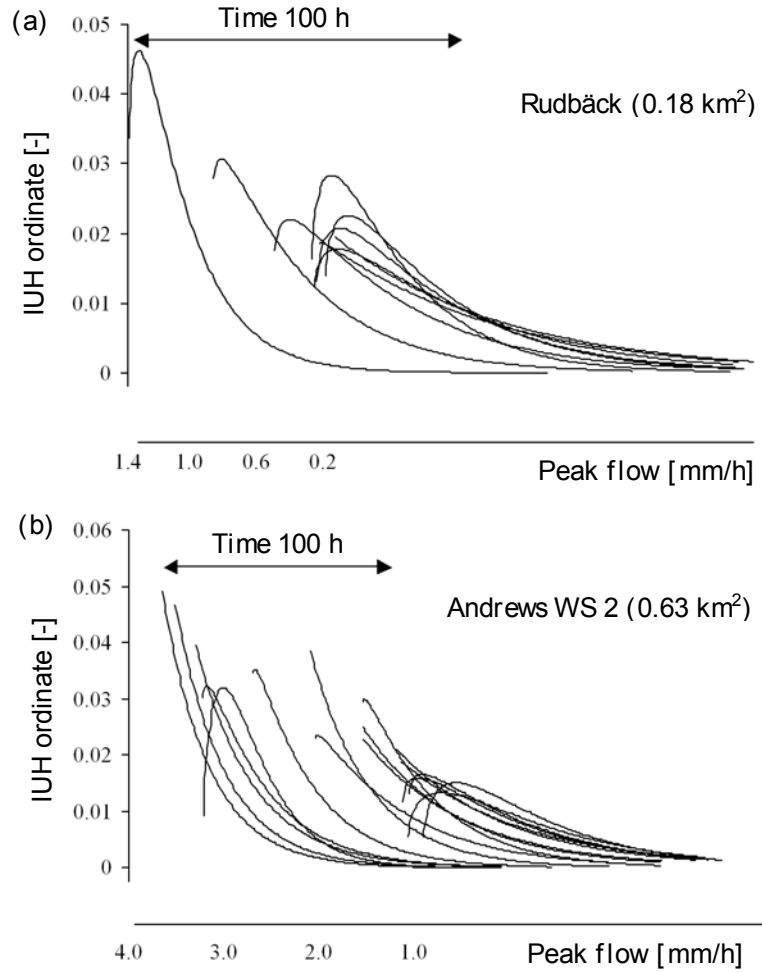 (a)
Time 100 h
Rudbäck (0.18 km²)
IUH ordinate [-]
0.05
0.04
0.03
0.02
0.01
0
1.4 1.0 0.6 0.2
Peak flow [mm/h]
(b)
Time 100 h
Andrews WS 2 (0.63 km²)
IUH ordinate [-]
0.06
0.05
0.04
0.03
0.02
0.01
0
4.0 3.0 2.0 1.0
Peak flow [mm/h]